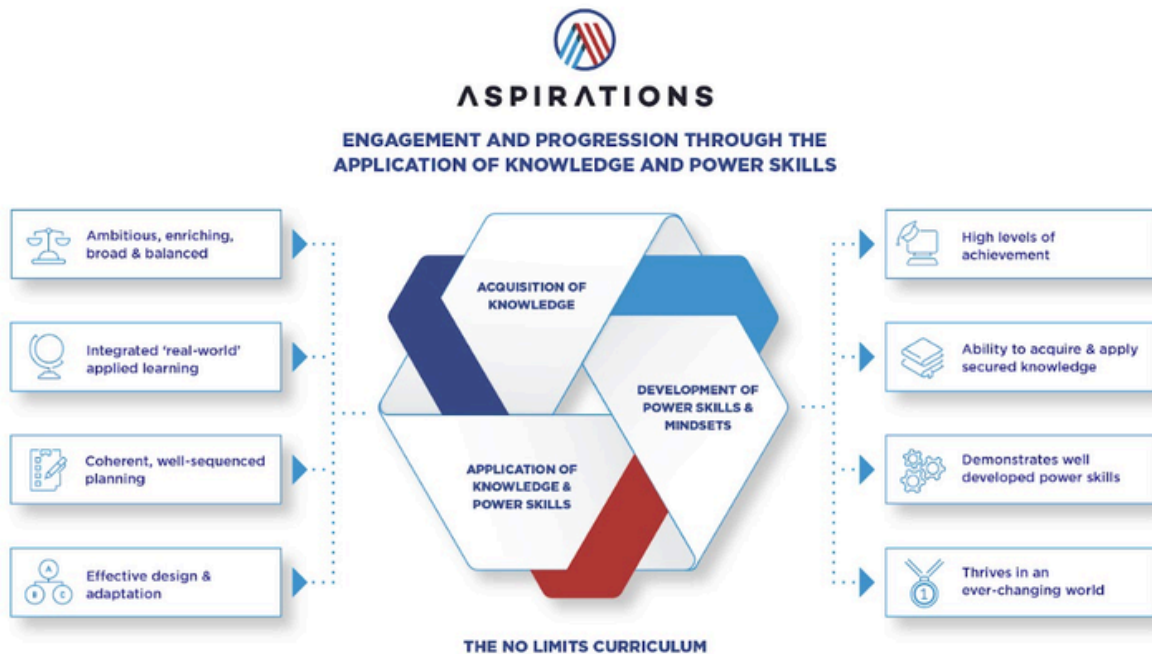 ASPIRATIONS
ENGAGEMENT AND PROGRESSION THROUGH THE
APPLICATION OF KNOWLEDGE AND POWER SKILLS
Ambitious, enriching,
broad & balanced
Integrated ‘real-world’
applied learning
Coherent, well-sequenced
planning
A
B C
Effective design &
adaptation
ACQUISITION OF
KNOWLEDGE
DEVELOPMENT OF
POWER SKILLS &
MINDSETS
APPLICATION OF
KNOWLEDGE &
POWER SKILLS
High levels of
achievement
Ability to acquire & apply
secured knowledge
Demonstrates well
developed power skills
1
Thrives in an
ever-changing world
THE NO LIMITS CURRICULUM